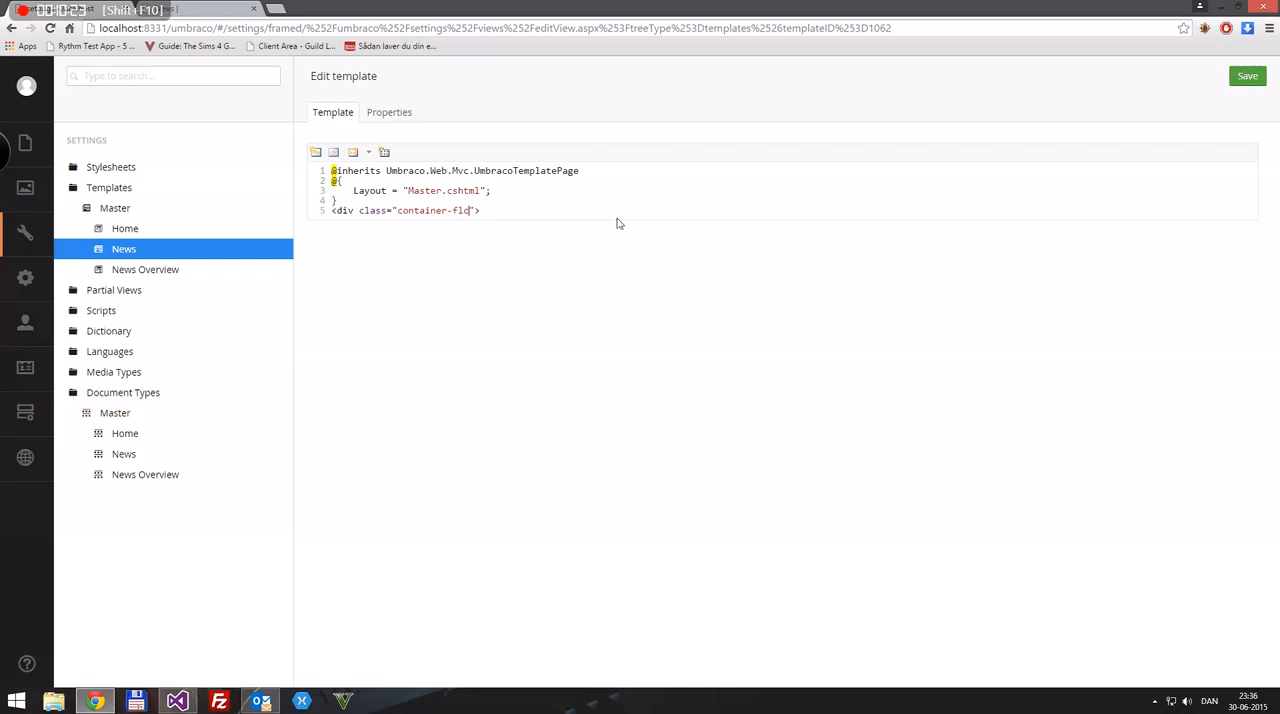 [Shift+F10]
localhost:8331/umbraco/#/settings/framed/%252Fumbraco%252Fsettings%252Fviews%252FeditView.aspx%253FtreeType%253Dtemplates%2526templateID%253D1062
Apps
Rythm Test App - 5 ...
Guide: The Sims 4 G...
Client Area - Guild L...
Sådan laver du din e...
Type to search...
Edit template
Save
Template
Properties
SETTINGS
Stylesheets
Templates
Master
Home
News
News Overview
Partial Views
Scripts
Dictionary
Languages
Media Types
Document Types
Master
Home
News
News Overview
1 @inherits Umbraco.Web.Mvc.UmbracoTemplatePage
2 @{
3 Layout = "Master.cshtml";
4 }
5 <div class="container-flc">
DAN
23:36
30-06-2015